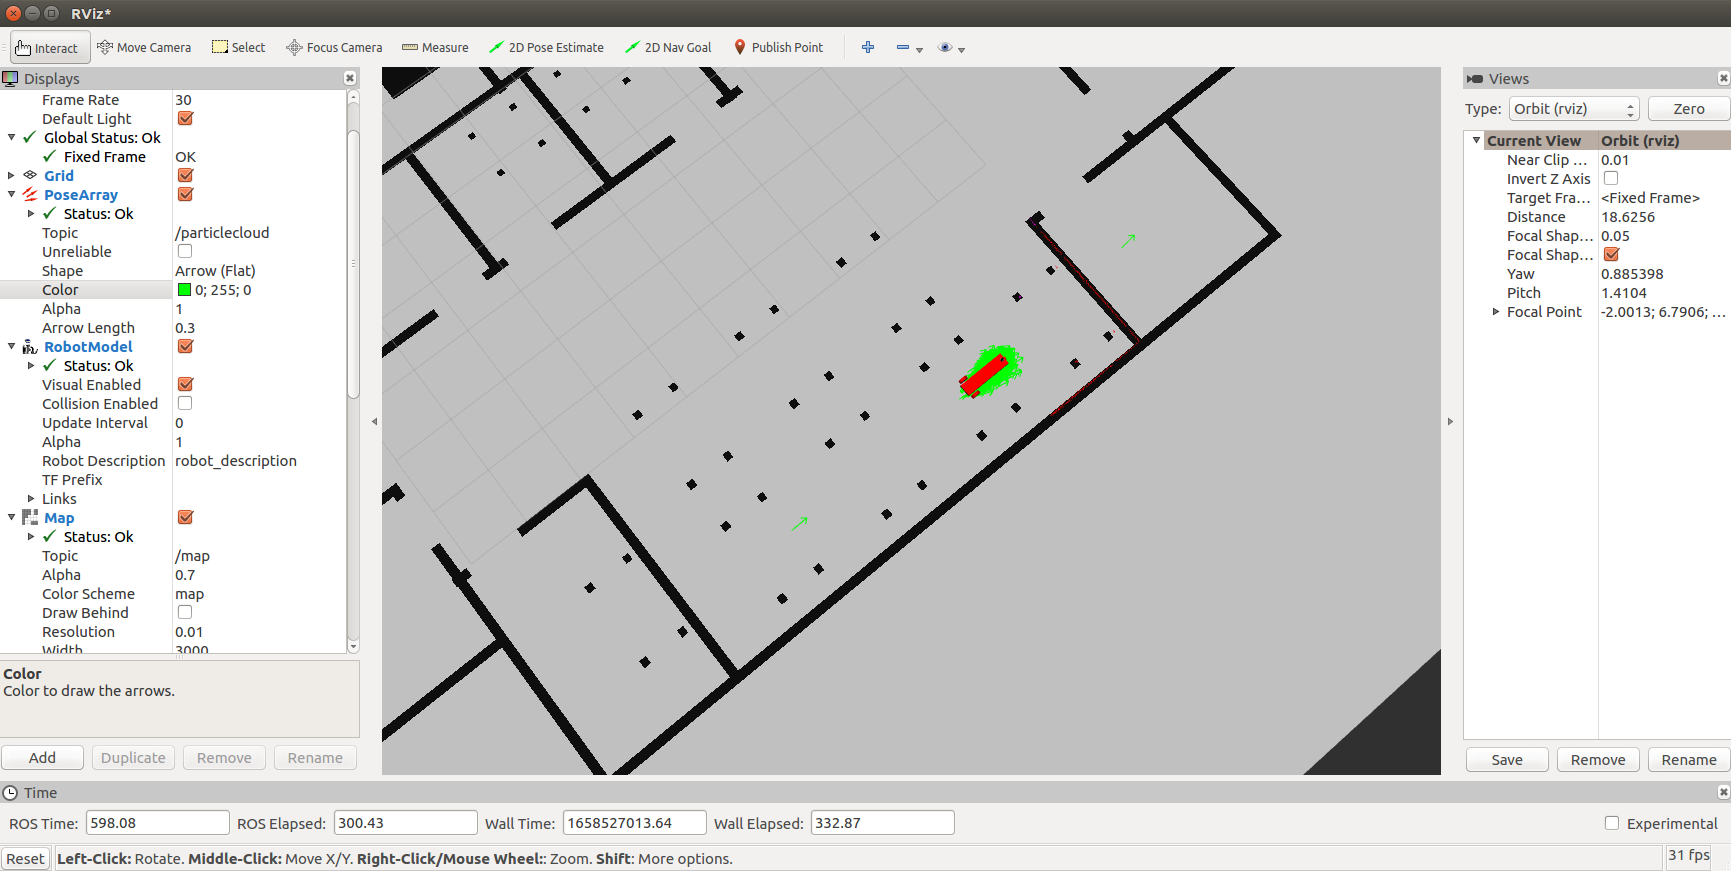 RViz*
Interact Move Camera Select Focus Camera Measure 2D Pose Estimate 2D Nav Goal Publish Point
Displays
Frame Rate 30
Default Light
Global Status: Ok
Fixed Frame OK
Grid
PoseArray
Status: Ok
Topic /particlecloud
Unreliable
Shape Arrow (Flat)
Color 0; 255; 0
Alpha 1
Arrow Length 0.3
RobotModel
Status: Ok
Visual Enabled
Collision Enabled
Update Interval 0
Alpha 1
Robot Description robot_description
TF Prefix
Links
Map
Status: Ok
Topic /map
Alpha 0.7
Color Scheme map
Draw Behind
Resolution 0.01
Width 3000
Color
Color to draw the arrows.
Add Duplicate Remove Rename
Views
Type: Orbit (rviz) Zero
Current View Orbit (rviz)
Near Clip ... 0.01
Invert Z Axis
Target Fra... <Fixed Frame>
Distance 18.6256
Focal Shap... 0.05
Focal Shap...
Yaw 0.885398
Pitch 1.4104
Focal Point -2.0013; 6.7906; ...
Save Remove Rename
Time
ROS Time: 598.08 ROS Elapsed: 300.43 Wall Time: 1658527013.64 Wall Elapsed: 332.87 Experimental
Reset Left-Click: Rotate. Middle-Click: Move X/Y. Right-Click/Mouse Wheel:: Zoom. Shift: More options. 31 fps